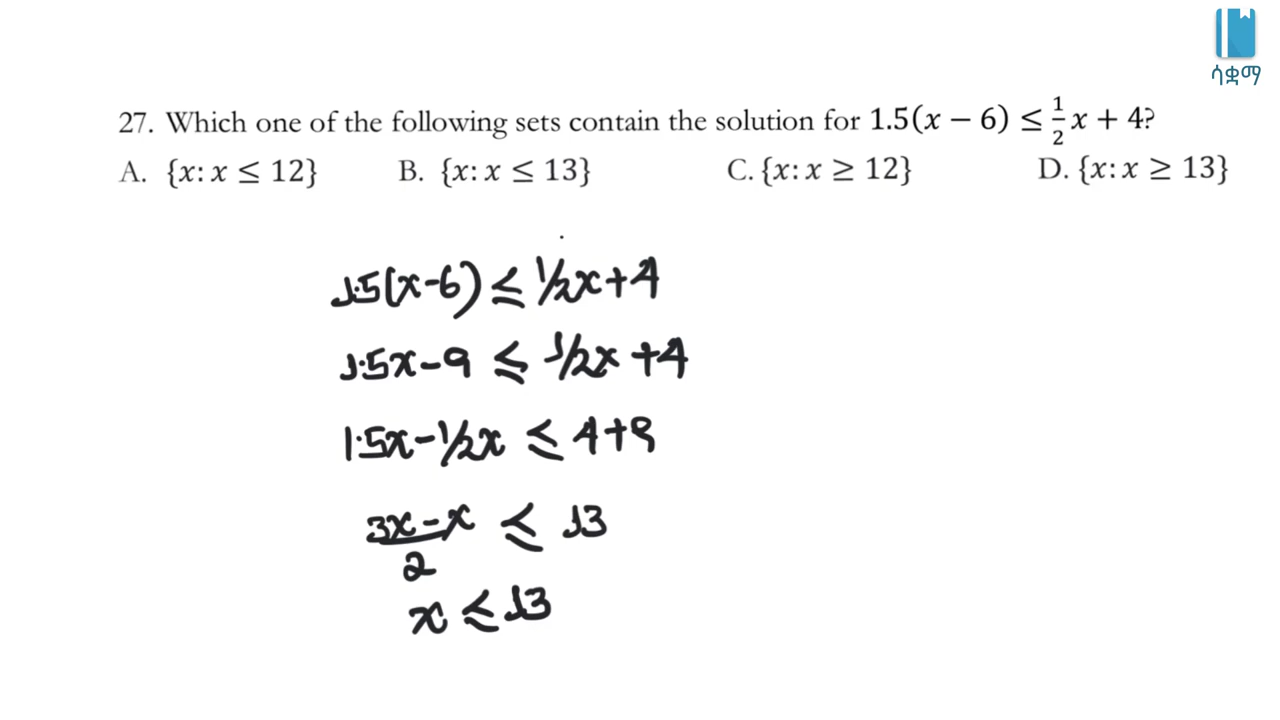 ሳቋማ
27. Which one of the following sets contain the solution for 1.5(x − 6) ≤ 1/2 x + 4?
A. {x: x ≤ 12} B. {x: x ≤ 13} C. {x: x ≥ 12} D. {x: x ≥ 13}
1.5(x-6) ≤ 1/2x+4
1.5x-9 ≤ 1/2x +4
1.5x-1/2x ≤ 4+9
3x-x/2 ≤ 13
x ≤ 13